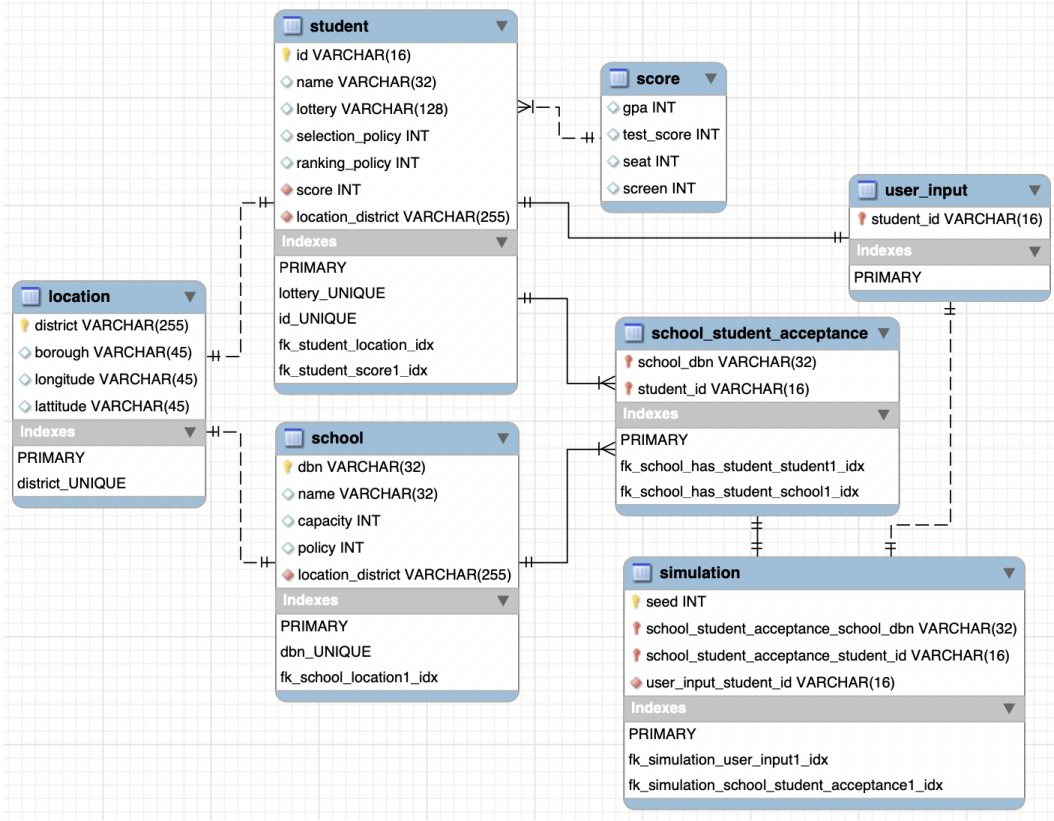 student
id VARCHAR(16)
name VARCHAR(32)
lottery VARCHAR(128)
selection_policy INT
ranking_policy INT
score INT
location_district VARCHAR(255)
Indexes
PRIMARY
lottery_UNIQUE
id_UNIQUE
fk_student_location_idx
fk_student_score1_idx
score
gpa INT
test_score INT
seat INT
screen INT
user_input
student_id VARCHAR(16)
Indexes
PRIMARY
location
district VARCHAR(255)
borough VARCHAR(45)
longitude VARCHAR(45)
lattitude VARCHAR(45)
Indexes
PRIMARY
district_UNIQUE
school_student_acceptance
school_dbn VARCHAR(32)
student_id VARCHAR(16)
Indexes
PRIMARY
fk_school_has_student_student1_idx
fk_school_has_student_school1_idx
school
dbn VARCHAR(32)
name VARCHAR(32)
capacity INT
policy INT
location_district VARCHAR(255)
Indexes
PRIMARY
dbn_UNIQUE
fk_school_location1_idx
simulation
seed INT
school_student_acceptance_school_dbn VARCHAR(32)
school_student_acceptance_student_id VARCHAR(16)
user_input_student_id VARCHAR(16)
Indexes
PRIMARY
fk_simulation_user_input1_idx
fk_simulation_school_student_acceptance1_idx